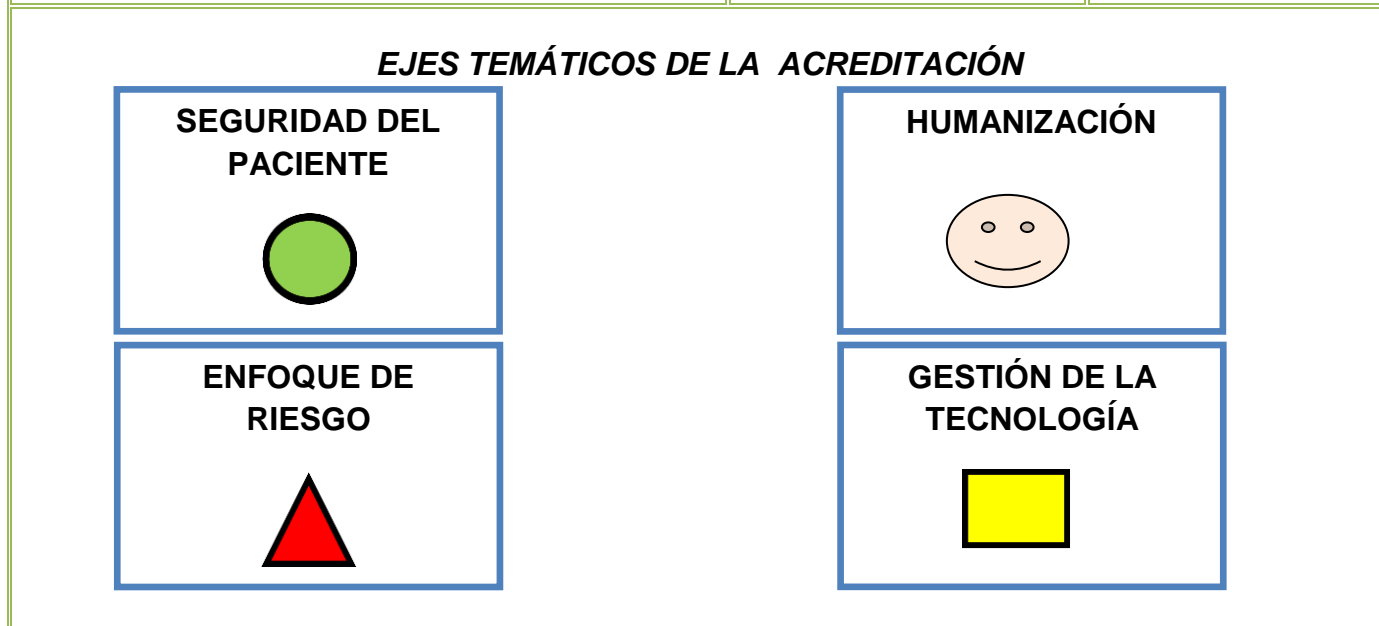 EJES TEMÁTICOS DE LA ACREDITACIÓN
SEGURIDAD DEL
PACIENTE
HUMANIZACIÓN
ENFOQUE DE
RIESGO
GESTIÓN DE LA
TECNOLOGÍA